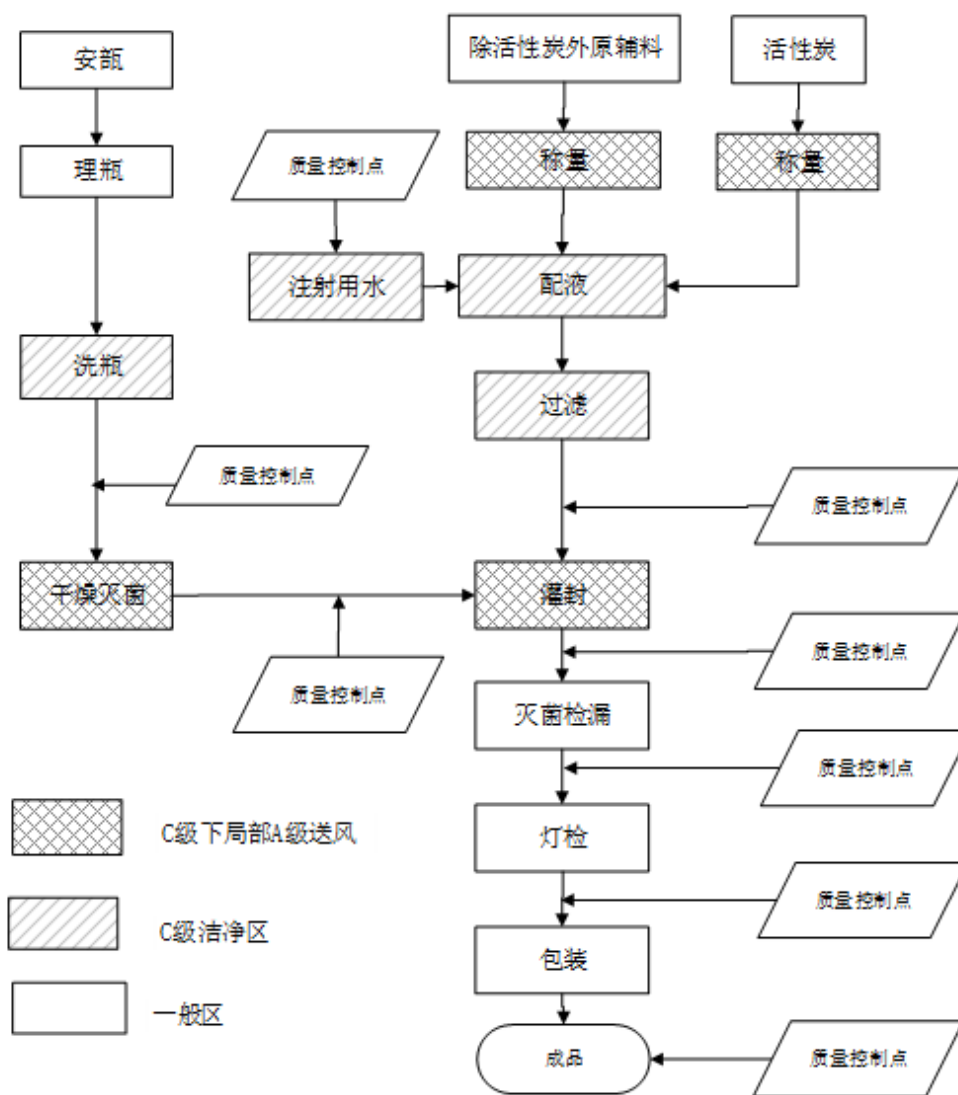 安瓿
除活性炭外原辅料
活性炭
理瓶
质量控制点
称量
称量
注射用水
配液
洗瓶
过滤
质量控制点
质量控制点
干燥灭菌
灌封
质量控制点
质量控制点
灭菌检漏
质量控制点
C级下局部A级送风
灯检
质量控制点
C级洁净区
包装
一般区
成品
质量控制点